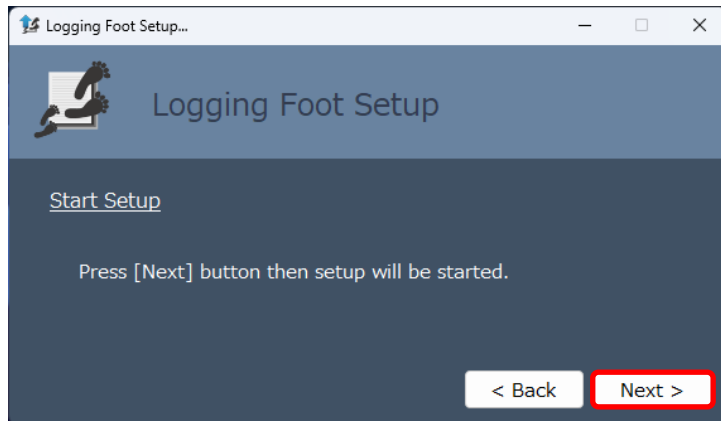 Logging Foot Setup...
Logging Foot Setup
Start Setup
Press [Next] button then setup will be started.
< Back
Next >